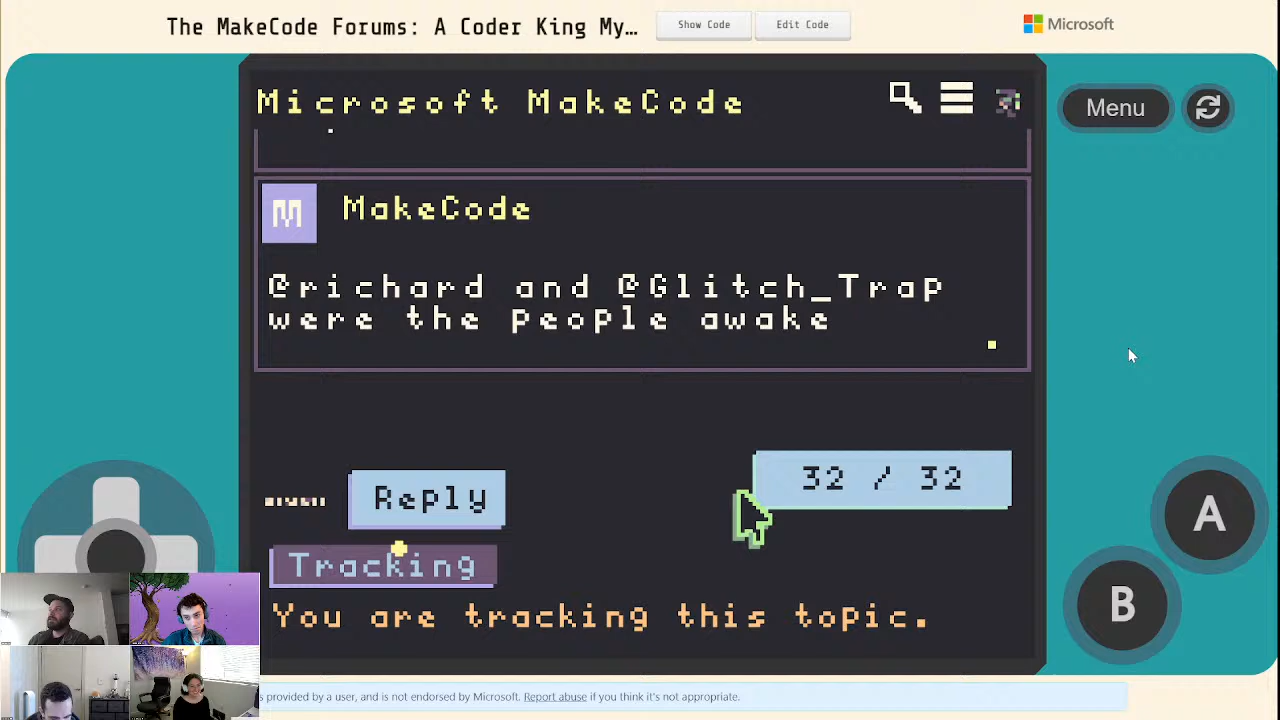 The MakeCode Forums: A Coder King My…
Show Code
Edit Code
Microsoft
Microsoft MakeCode
Menu
M
MakeCode
@richard and @Glitch_Trap
were the people awake
32 / 32
Reply
Tracking
You are tracking this topic.
A
B
s provided by a user, and is not endorsed by Microsoft. Report abuse if you think it's not appropriate.